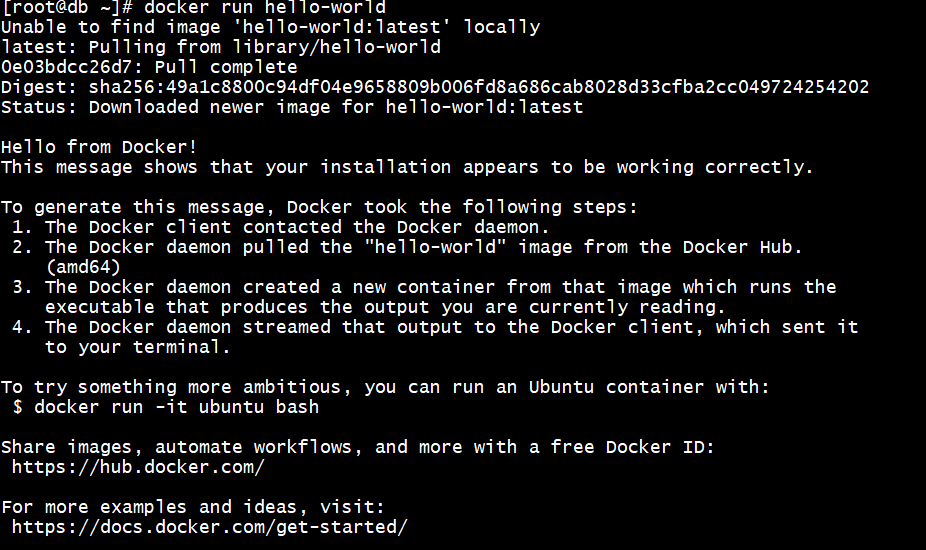 [root@db ~]# docker run hello-world
Unable to find image 'hello-world:latest' locally
latest: Pulling from library/hello-world
0e03bdcc26d7: Pull complete
Digest: sha256:49a1c8800c94df04e9658809b006fd8a686cab8028d33cfba2cc049724254202
Status: Downloaded newer image for hello-world:latest

Hello from Docker!
This message shows that your installation appears to be working correctly.

To generate this message, Docker took the following steps:
 1. The Docker client contacted the Docker daemon.
 2. The Docker daemon pulled the "hello-world" image from the Docker Hub.
    (amd64)
 3. The Docker daemon created a new container from that image which runs the
    executable that produces the output you are currently reading.
 4. The Docker daemon streamed that output to the Docker client, which sent it
    to your terminal.

To try something more ambitious, you can run an Ubuntu container with:
 $ docker run -it ubuntu bash

Share images, automate workflows, and more with a free Docker ID:
 https://hub.docker.com/

For more examples and ideas, visit:
 https://docs.docker.com/get-started/